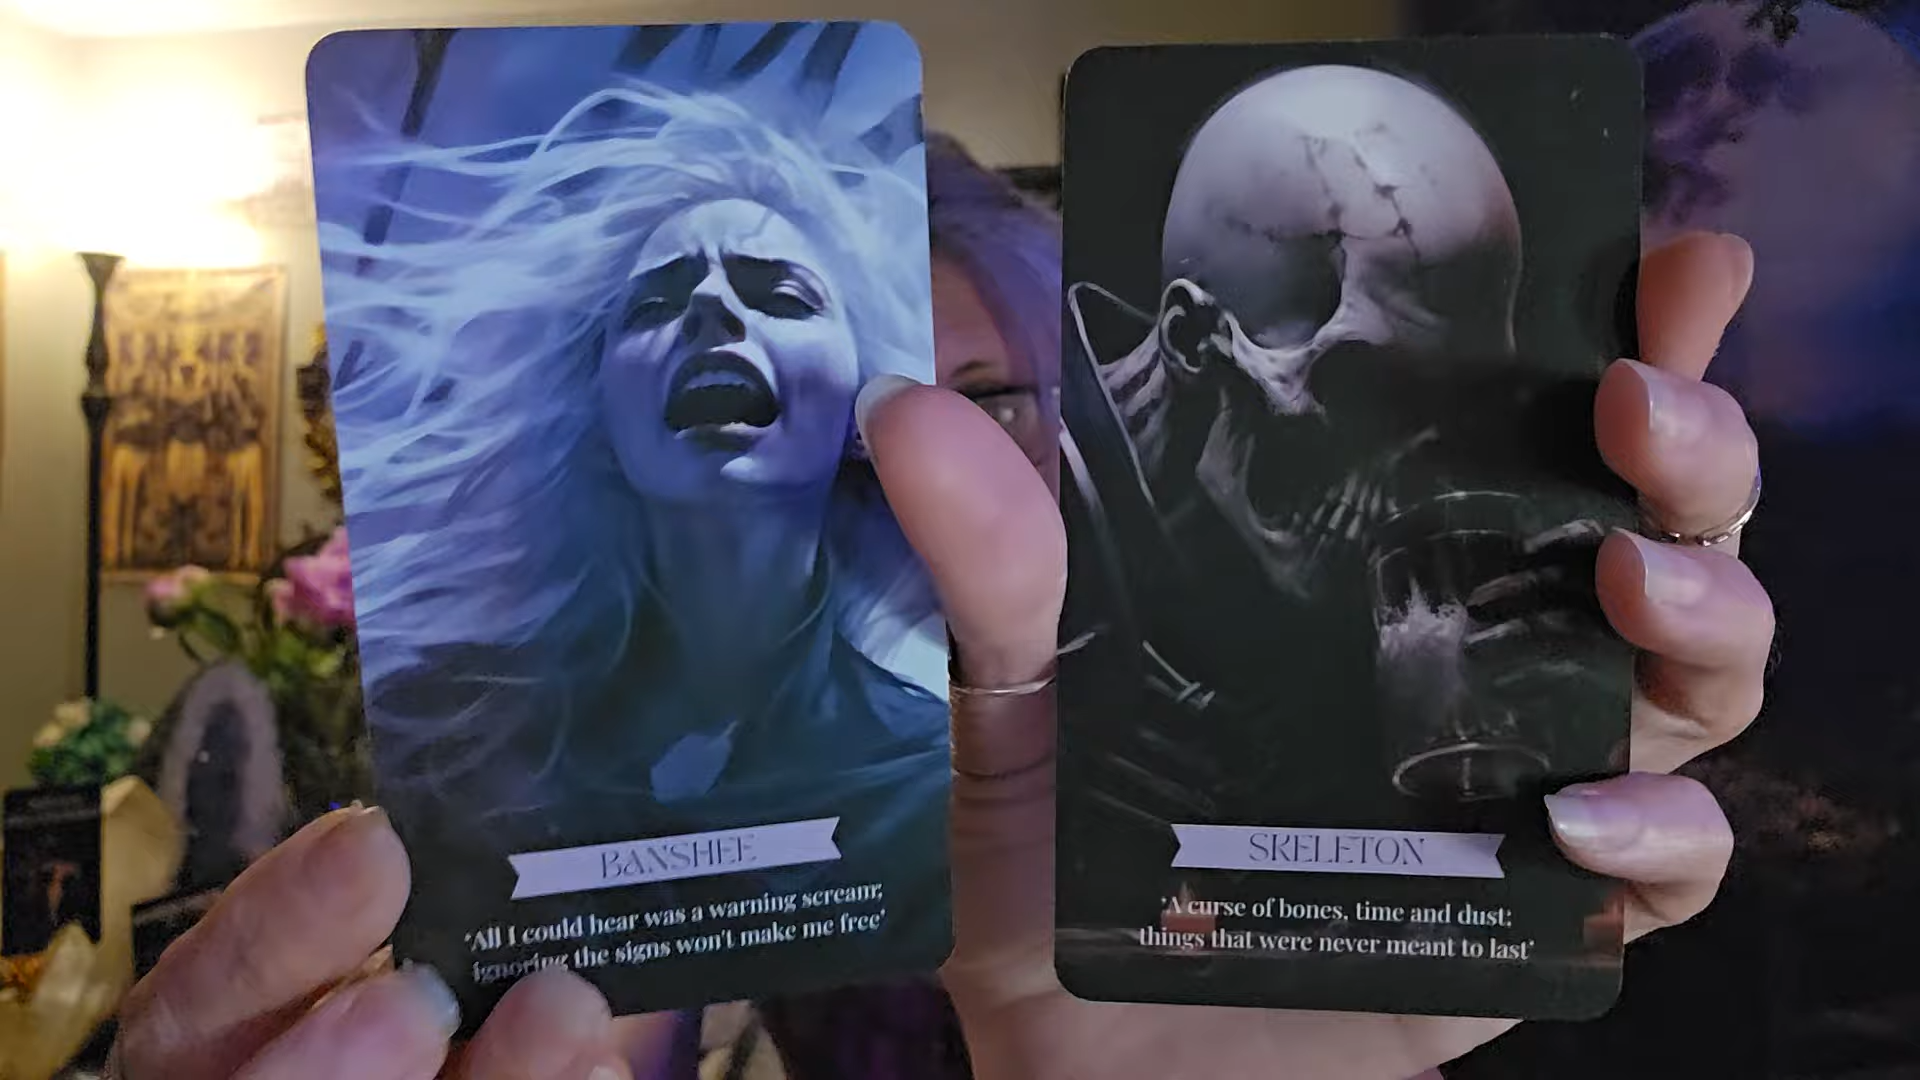 BANSHEE
'All I could hear was a warning scream;
ignoring the signs won't make me free'
SKELETON
'A curse of bones, time and dust;
things that were never meant to last'